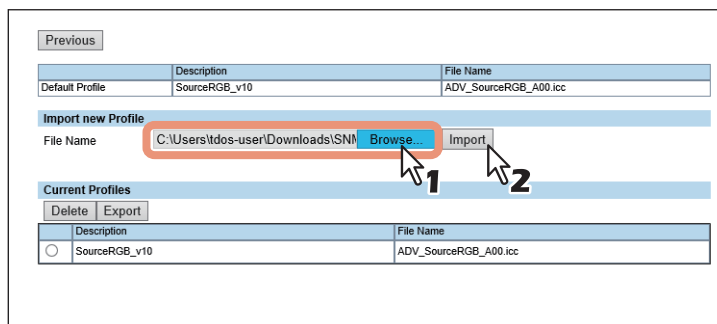 Previous
Description File Name
Default Profile SourceRGB_v10 ADV_SourceRGB_A00.icc
Import new Profile
File Name C:\Users\tdos-user\Downloads\SNM Browse... Import
1 2
Current Profiles
Delete Export
Description File Name
SourceRGB_v10 ADV_SourceRGB_A00.icc